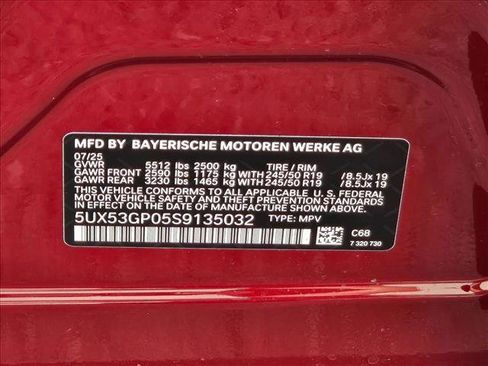 MFD BY BAYERISCHE MOTOREN WERKE AG
07/25
GVWR 5512 lbs 2500 kg TIRE / RIM
GAWR FRONT 2590 lbs 1175 kg WITH 245/50 R19 /8.5Jx 19
GAWR REAR 3230 lbs 1465 kg WITH 245/50 R19 /8.5Jx 19
THIS VEHICLE CONFORMS TO ALL APPLICABLE U. S. FEDERAL
MOTOR VEHICLE SAFETY, BUMPER, AND THEFT PREVENTION
STANDARDS IN EFFECT ON THE DATE OF MANUFACTURE SHOWN ABOVE.
5UX53GP05S9135032 TYPE: MPV
C68
7 320 730